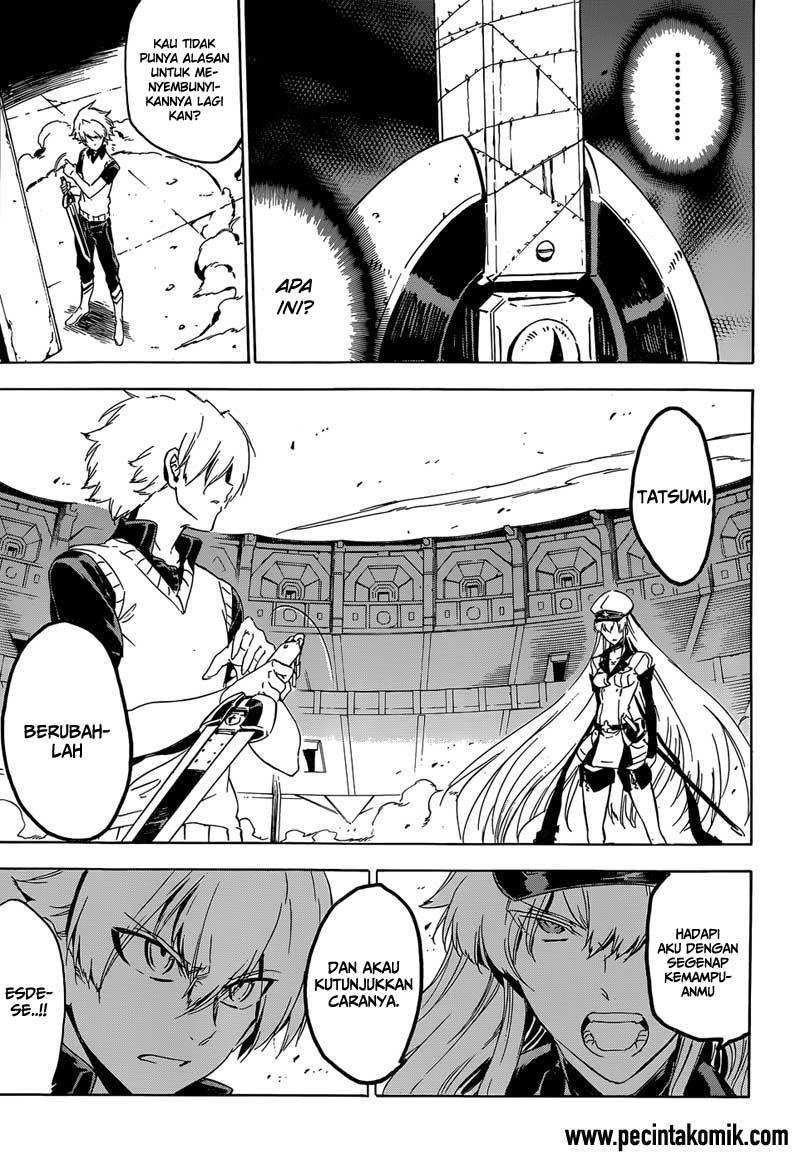 .........
APA
INI?
KAU TIDAK
PUNYA ALASAN
UNTUK ME-
NYEMBUNYI-
KANNYA LAGI
KAN?
TATSUMI,
BERUBAH-
LAH
HADAPI
AKU DENGAN
SEGENAP
KEMAMPU-
ANMU
DAN AKAU
KUTUNJUKKAN
CARANYA.
ESDE-
SE..!!
www.pecintakomik.com